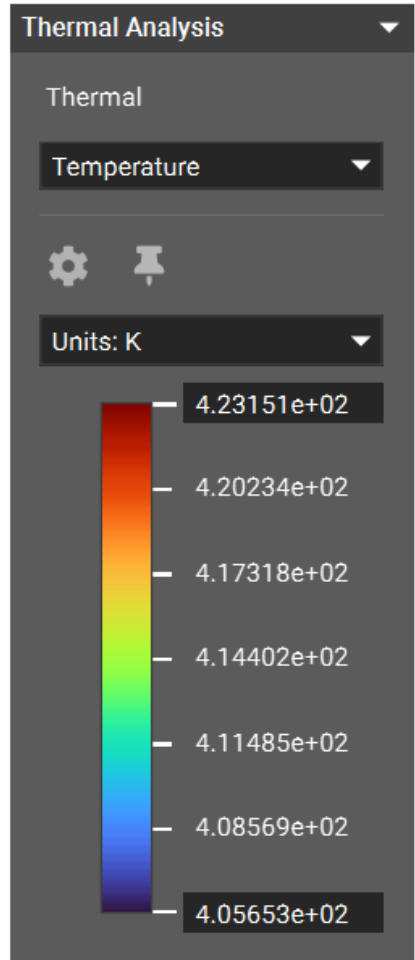 Thermal Analysis
Thermal
Temperature
Units: K
4.23151e+02
4.20234e+02
4.17318e+02
4.14402e+02
4.11485e+02
4.08569e+02
4.05653e+02